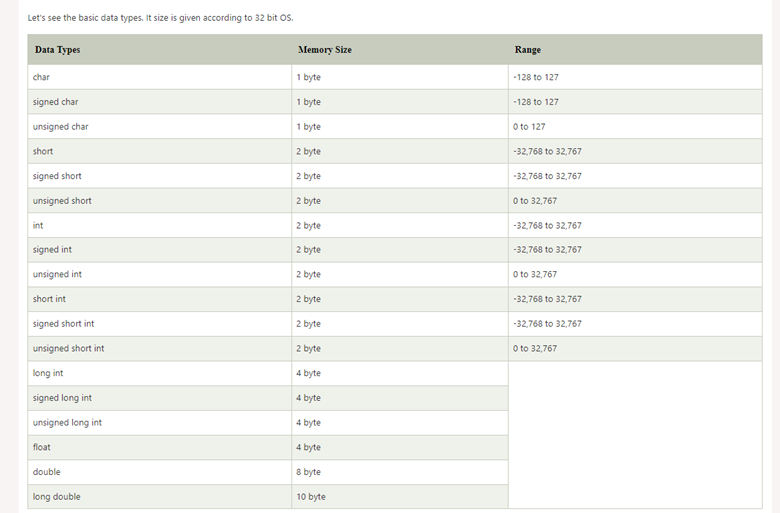 Let's see the basic data types. It size is given according to 32 bit OS.
Data Types Memory Size Range
char 1 byte -128 to 127
signed char 1 byte -128 to 127
unsigned char 1 byte 0 to 127
short 2 byte -32,768 to 32,767
signed short 2 byte -32,768 to 32,767
unsigned short 2 byte 0 to 32,767
int 2 byte -32,768 to 32,767
signed int 2 byte -32,768 to 32,767
unsigned int 2 byte 0 to 32,767
short int 2 byte -32,768 to 32,767
signed short int 2 byte -32,768 to 32,767
unsigned short int 2 byte 0 to 32,767
long int 4 byte
signed long int 4 byte
unsigned long int 4 byte
float 4 byte
double 8 byte
long double 10 byte